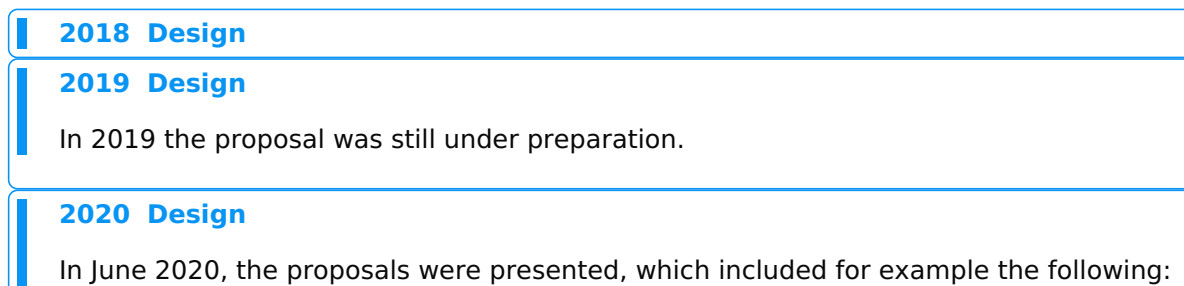 2018 Design
2019 Design
In 2019 the proposal was still under preparation.
2020 Design
In June 2020, the proposals were presented, which included for example the following: